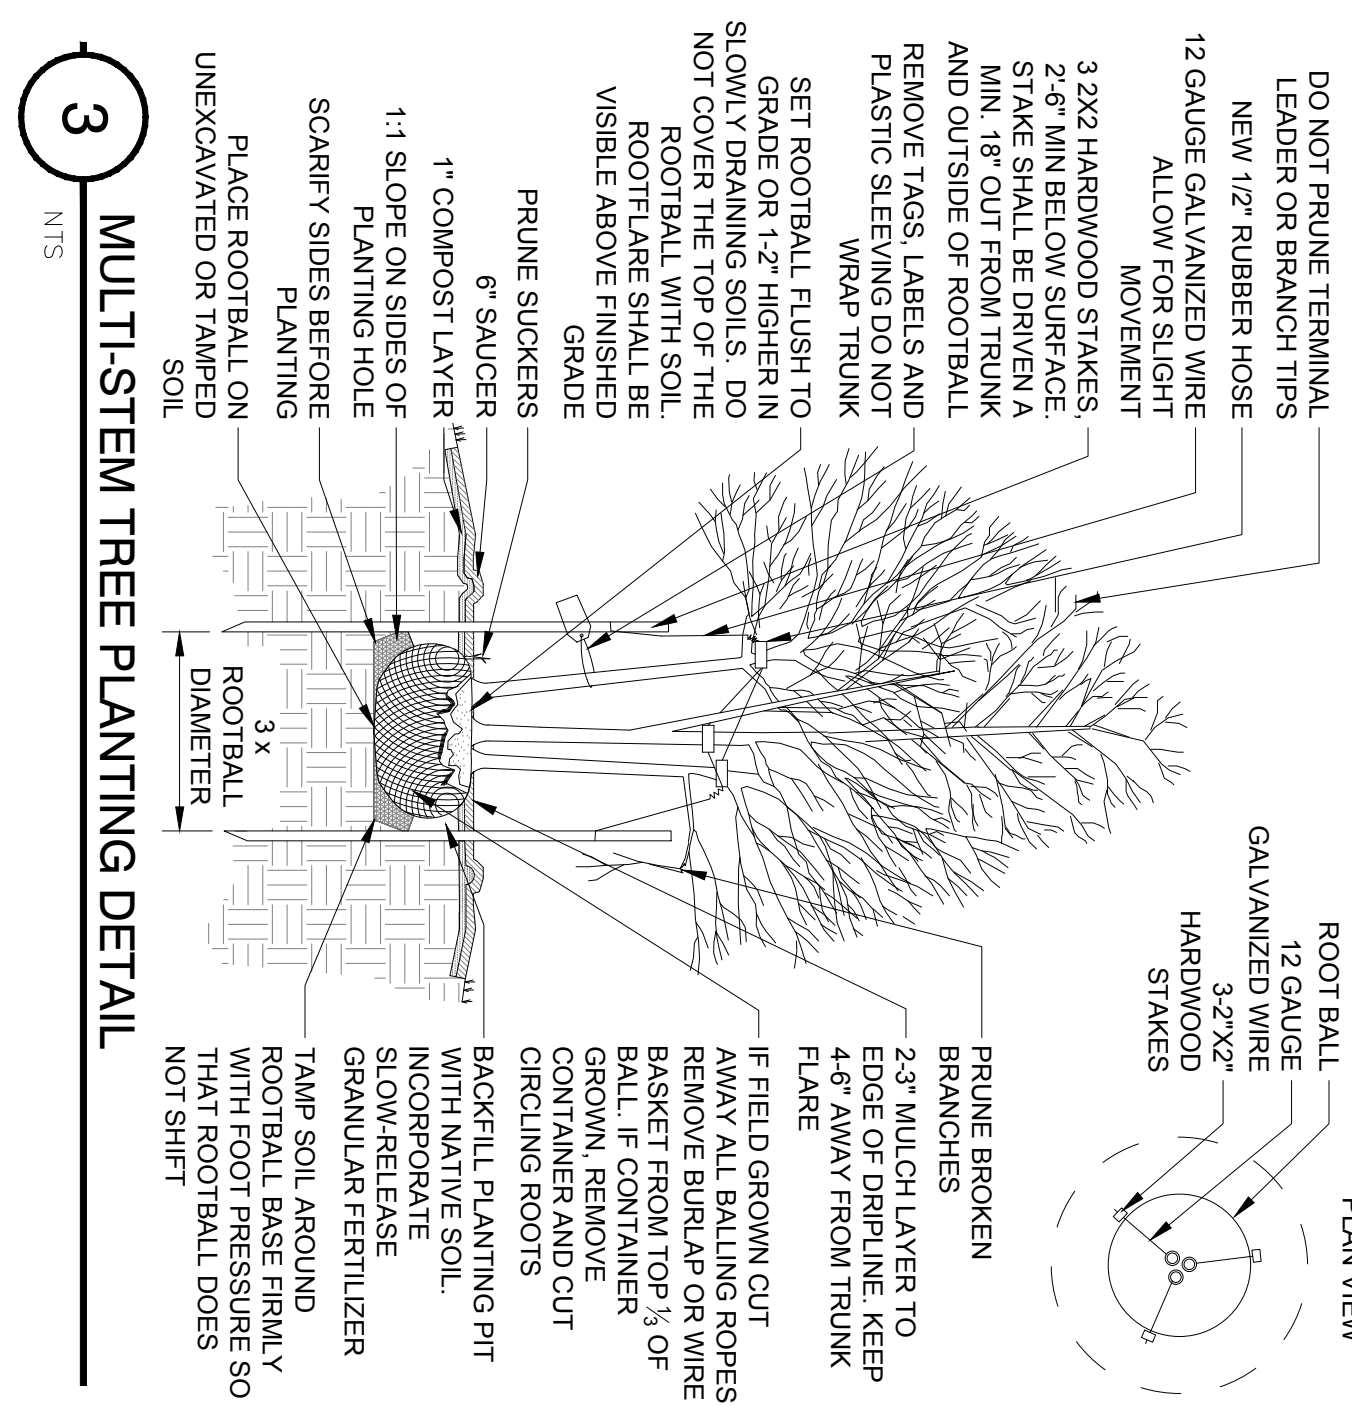 PLAN VIEW
DO NOT PRUNE TERMINAL
LEADER OR BRANCH TIPS
NEW 1/2" RUBBER HOSE
12 GAUGE GALVANIZED WIRE
ALLOW FOR SLIGHT
MOVEMENT
3 2X2 HARDWOOD STAKES,
2'-6" MIN BELOW SURFACE.
STAKE SHALL BE DRIVEN A
MIN. 18" OUT FROM TRUNK
AND OUTSIDE OF ROOTBALL
REMOVE TAGS, LABELS AND
PLASTIC SLEEVING DO NOT
WRAP TRUNK
SET ROOTBALL FLUSH TO
GRADE OR 1-2" HIGHER IN
SLOWLY DRAINING SOILS. DO
NOT COVER THE TOP OF THE
ROOTBALL WITH SOIL.
ROOTFLARE SHALL BE
VISIBLE ABOVE FINISHED
GRADE
PRUNE SUCKERS
6" SAUCER
1" COMPOST LAYER
1:1 SLOPE ON SIDES OF
PLANTING HOLE
SCARIFY SIDES BEFORE
PLANTING
PLACE ROOTBALL ON
UNEXCAVATED OR TAMPED
SOIL
3 x
ROOTBALL
DIAMETER
ROOT BALL
12 GAUGE
GALVANIZED WIRE
3-2"X2"
HARDWOOD
STAKES
PRUNE BROKEN
BRANCHES
2-3" MULCH LAYER TO
EDGE OF DRIPLINE. KEEP
4-6" AWAY FROM TRUNK
FLARE
IF FIELD GROWN CUT
AWAY ALL BALLING ROPES
REMOVE BURLAP OR WIRE
BASKET FROM TOP ⅓ OF
BALL. IF CONTAINER
GROWN, REMOVE
CONTAINER AND CUT
CIRCLING ROOTS
BACKFILL PLANTING PIT
WITH NATIVE SOIL.
INCORPORATE
SLOW-RELEASE
GRANULAR FERTILIZER
TAMP SOIL AROUND
ROOTBALL BASE FIRMLY
WITH FOOT PRESSURE SO
THAT ROOTBALL DOES
NOT SHIFT
3
MULTI-STEM TREE PLANTING DETAIL
NTS